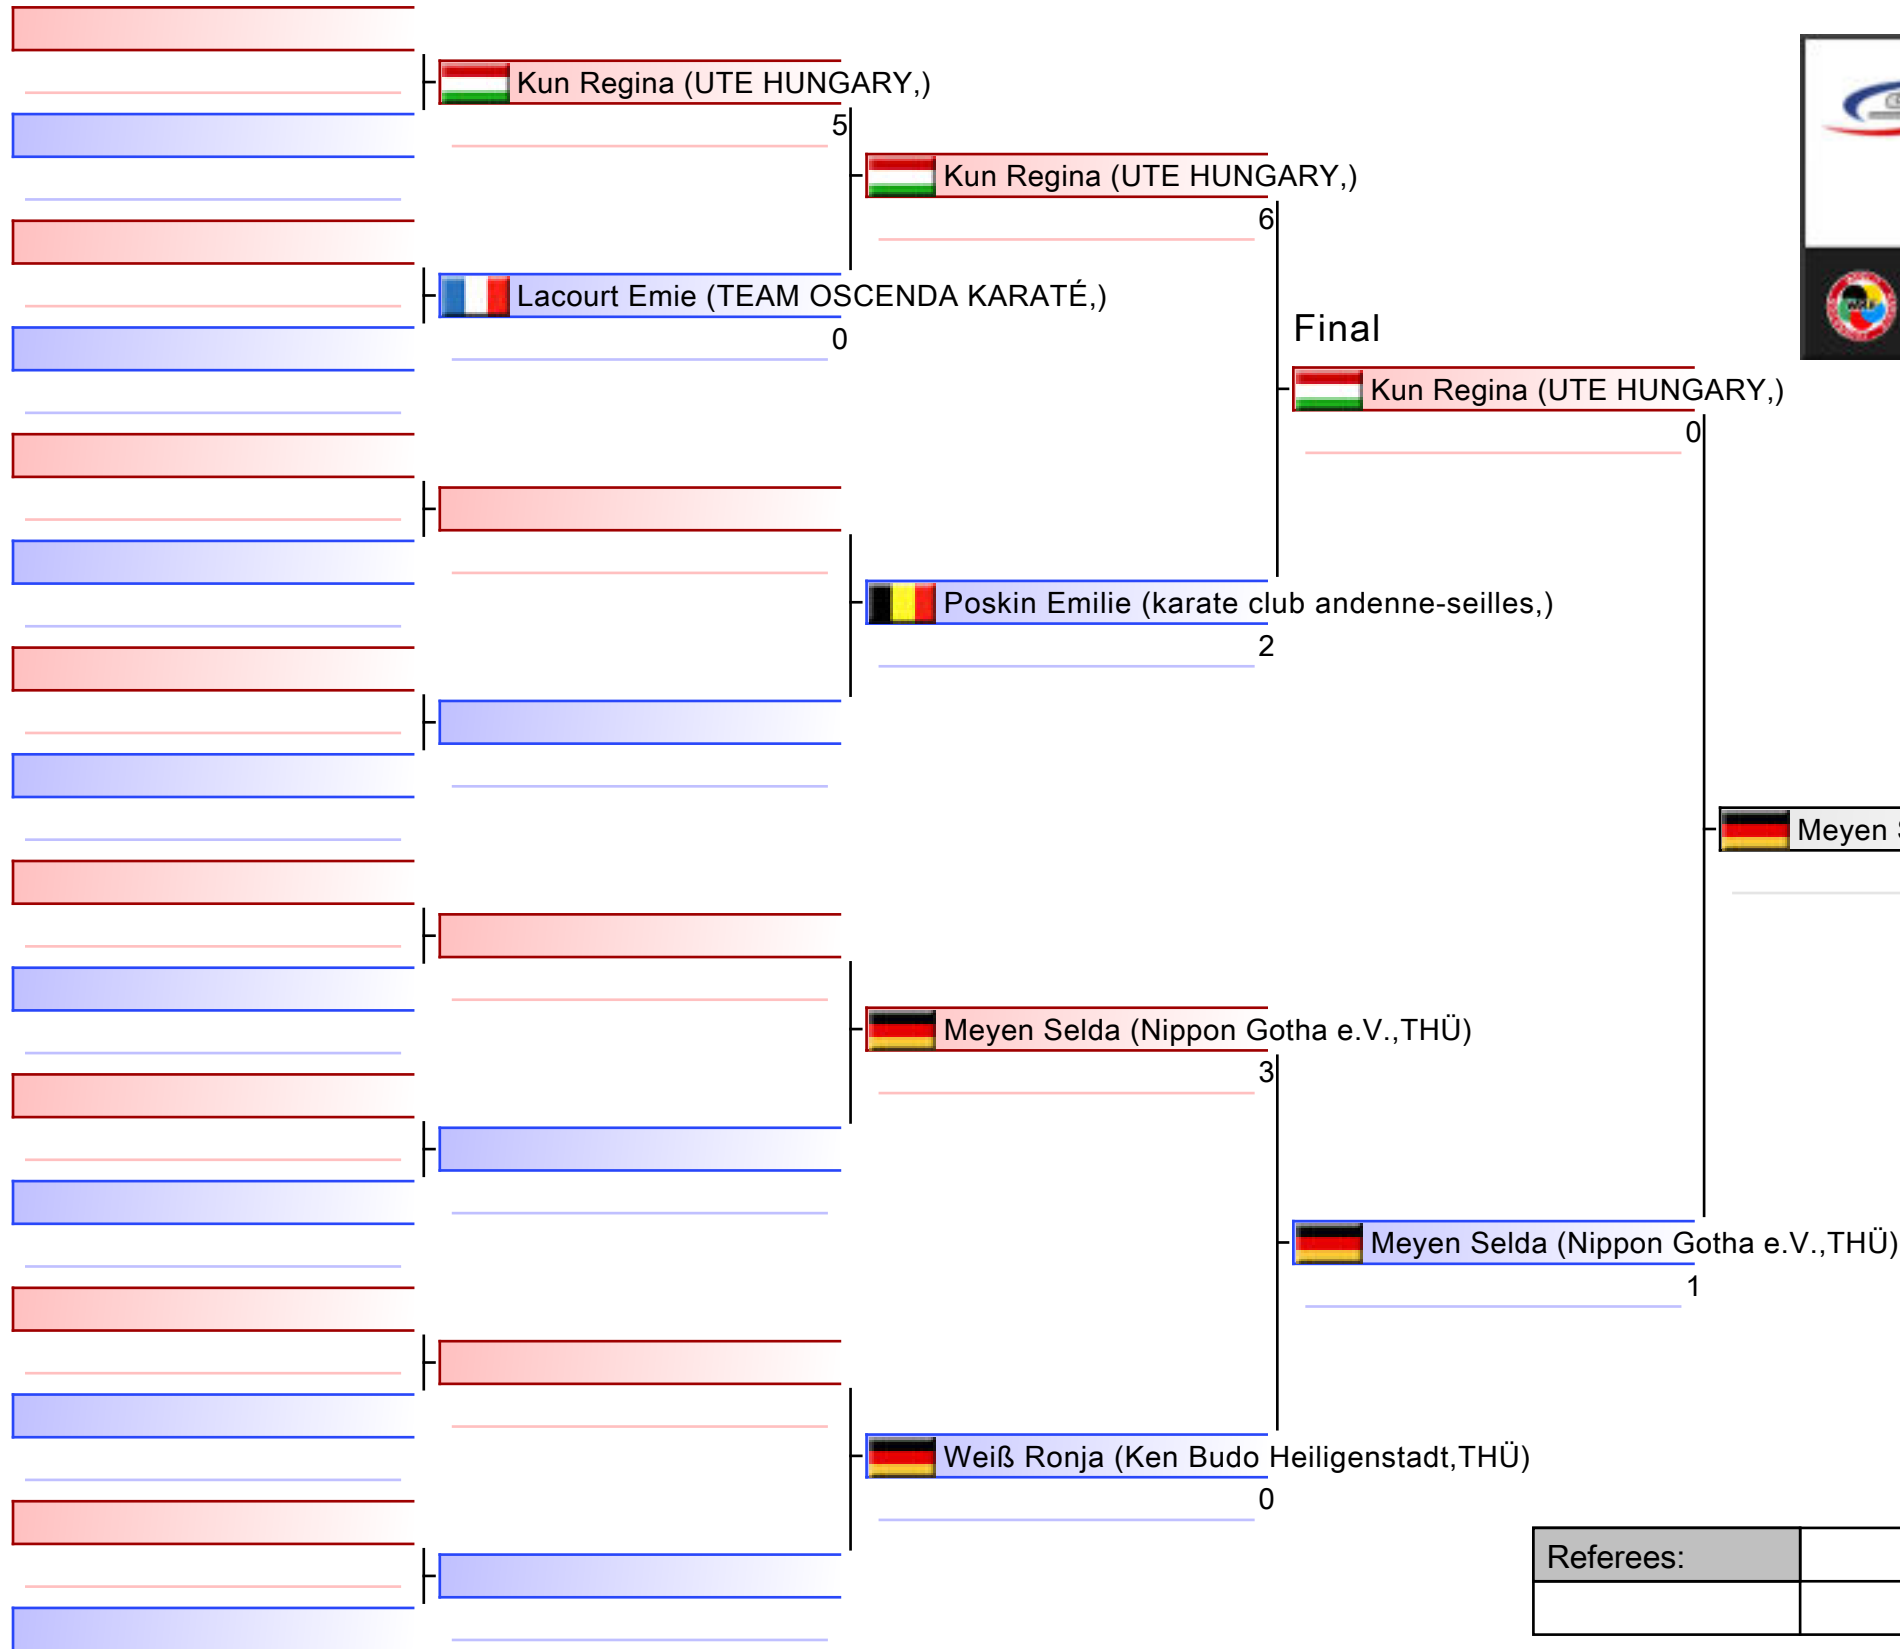 Kun Regina (UTE HUNGARY,)
5
Kun Regina (UTE HUNGARY,)
6
Lacourt Emie (TEAM OSCENDA KARATÉ,)
0
Final
Kun Regina (UTE HUNGARY,)
0
Poskin Emilie (karate club andenne-seilles,)
2
Meyen
Meyen Selda (Nippon Gotha e.V.,THÜ)
3
Meyen Selda (Nippon Gotha e.V.,THÜ)
1
Weiß Ronja (Ken Budo Heiligenstadt,THÜ)
0
Referees: